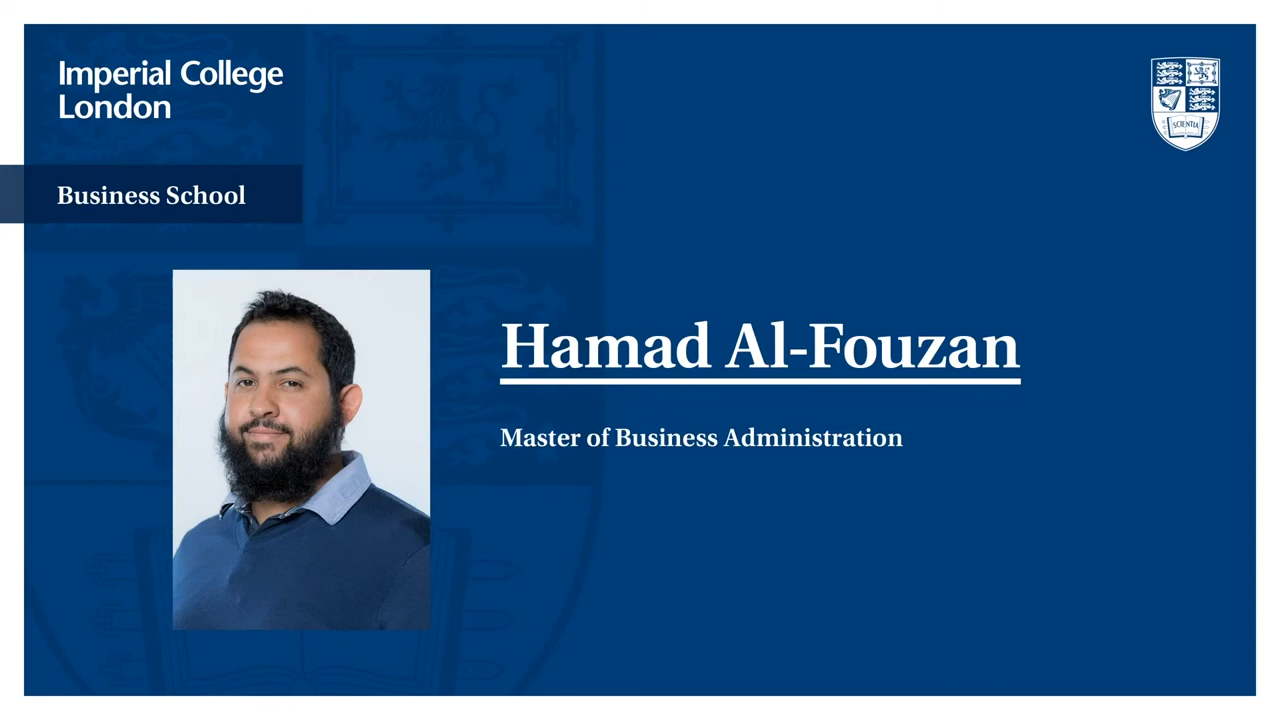 Imperial College
London
Business School
SCIENTIA
Hamad Al-Fouzan
Master of Business Administration